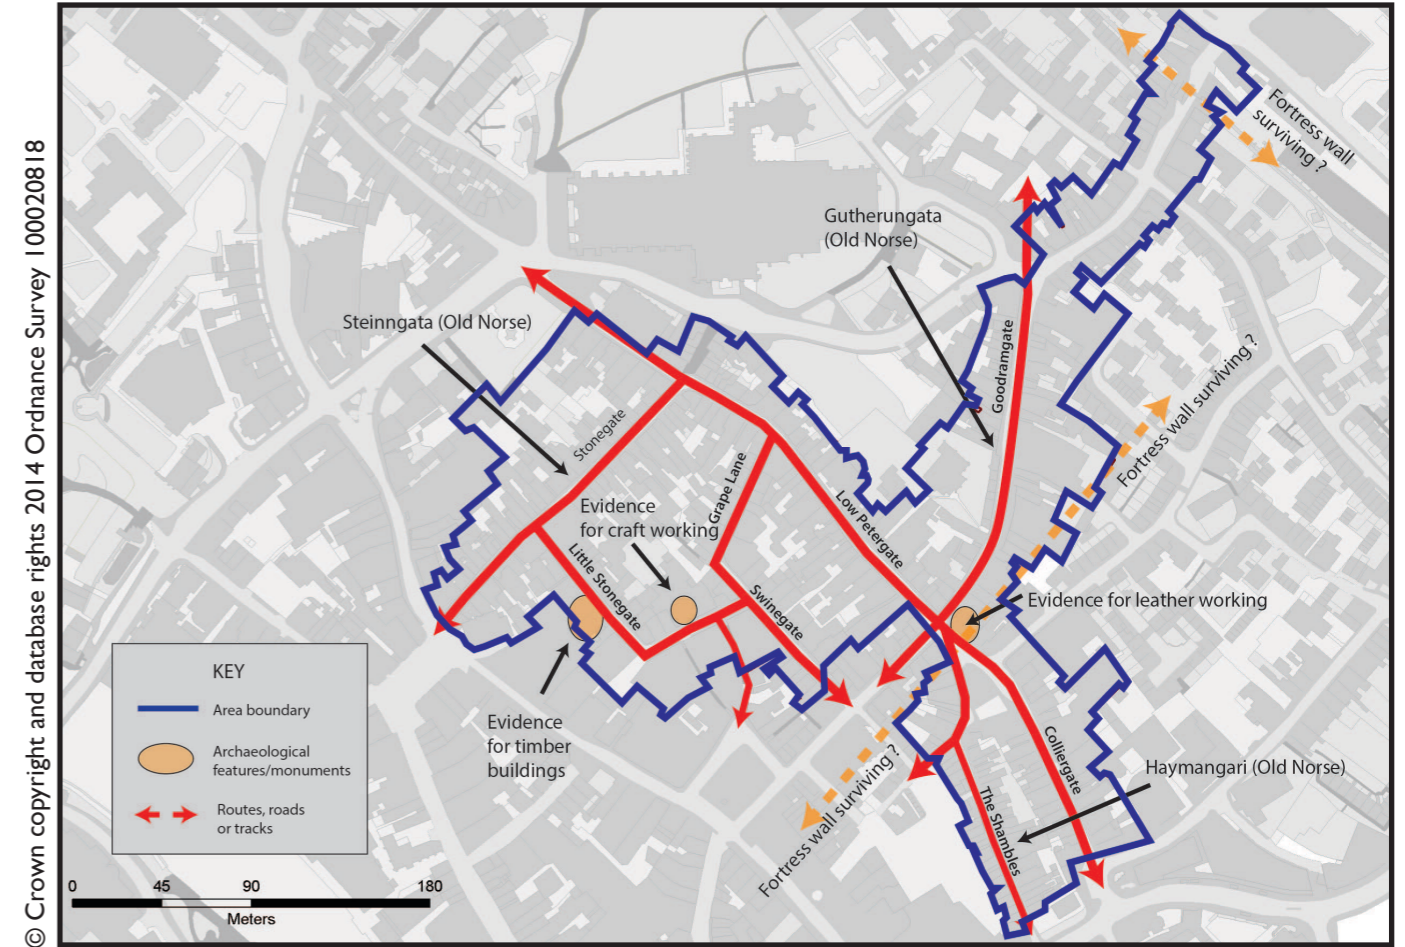 © Crown copyright and database rights 2014 Ordnance Survey 100020818
Fortress wall
surviving ?
Gutherungata
(Old Norse)
Steinngata (Old Norse)
Goodramgate
Fortress wall surviving ?
Stonegate
Evidence
for craft working
Grape Lane
Low Petergate
Little Stonegate
Swinegate
Evidence for leather working
Evidence
for timber
buildings
Fortress wall surviving ?
Colliergate
Haymangari (Old Norse)
The Shambles
KEY
Area boundary
Archaeological
features/monuments
Routes, roads
or tracks
0 45 90 180
Meters